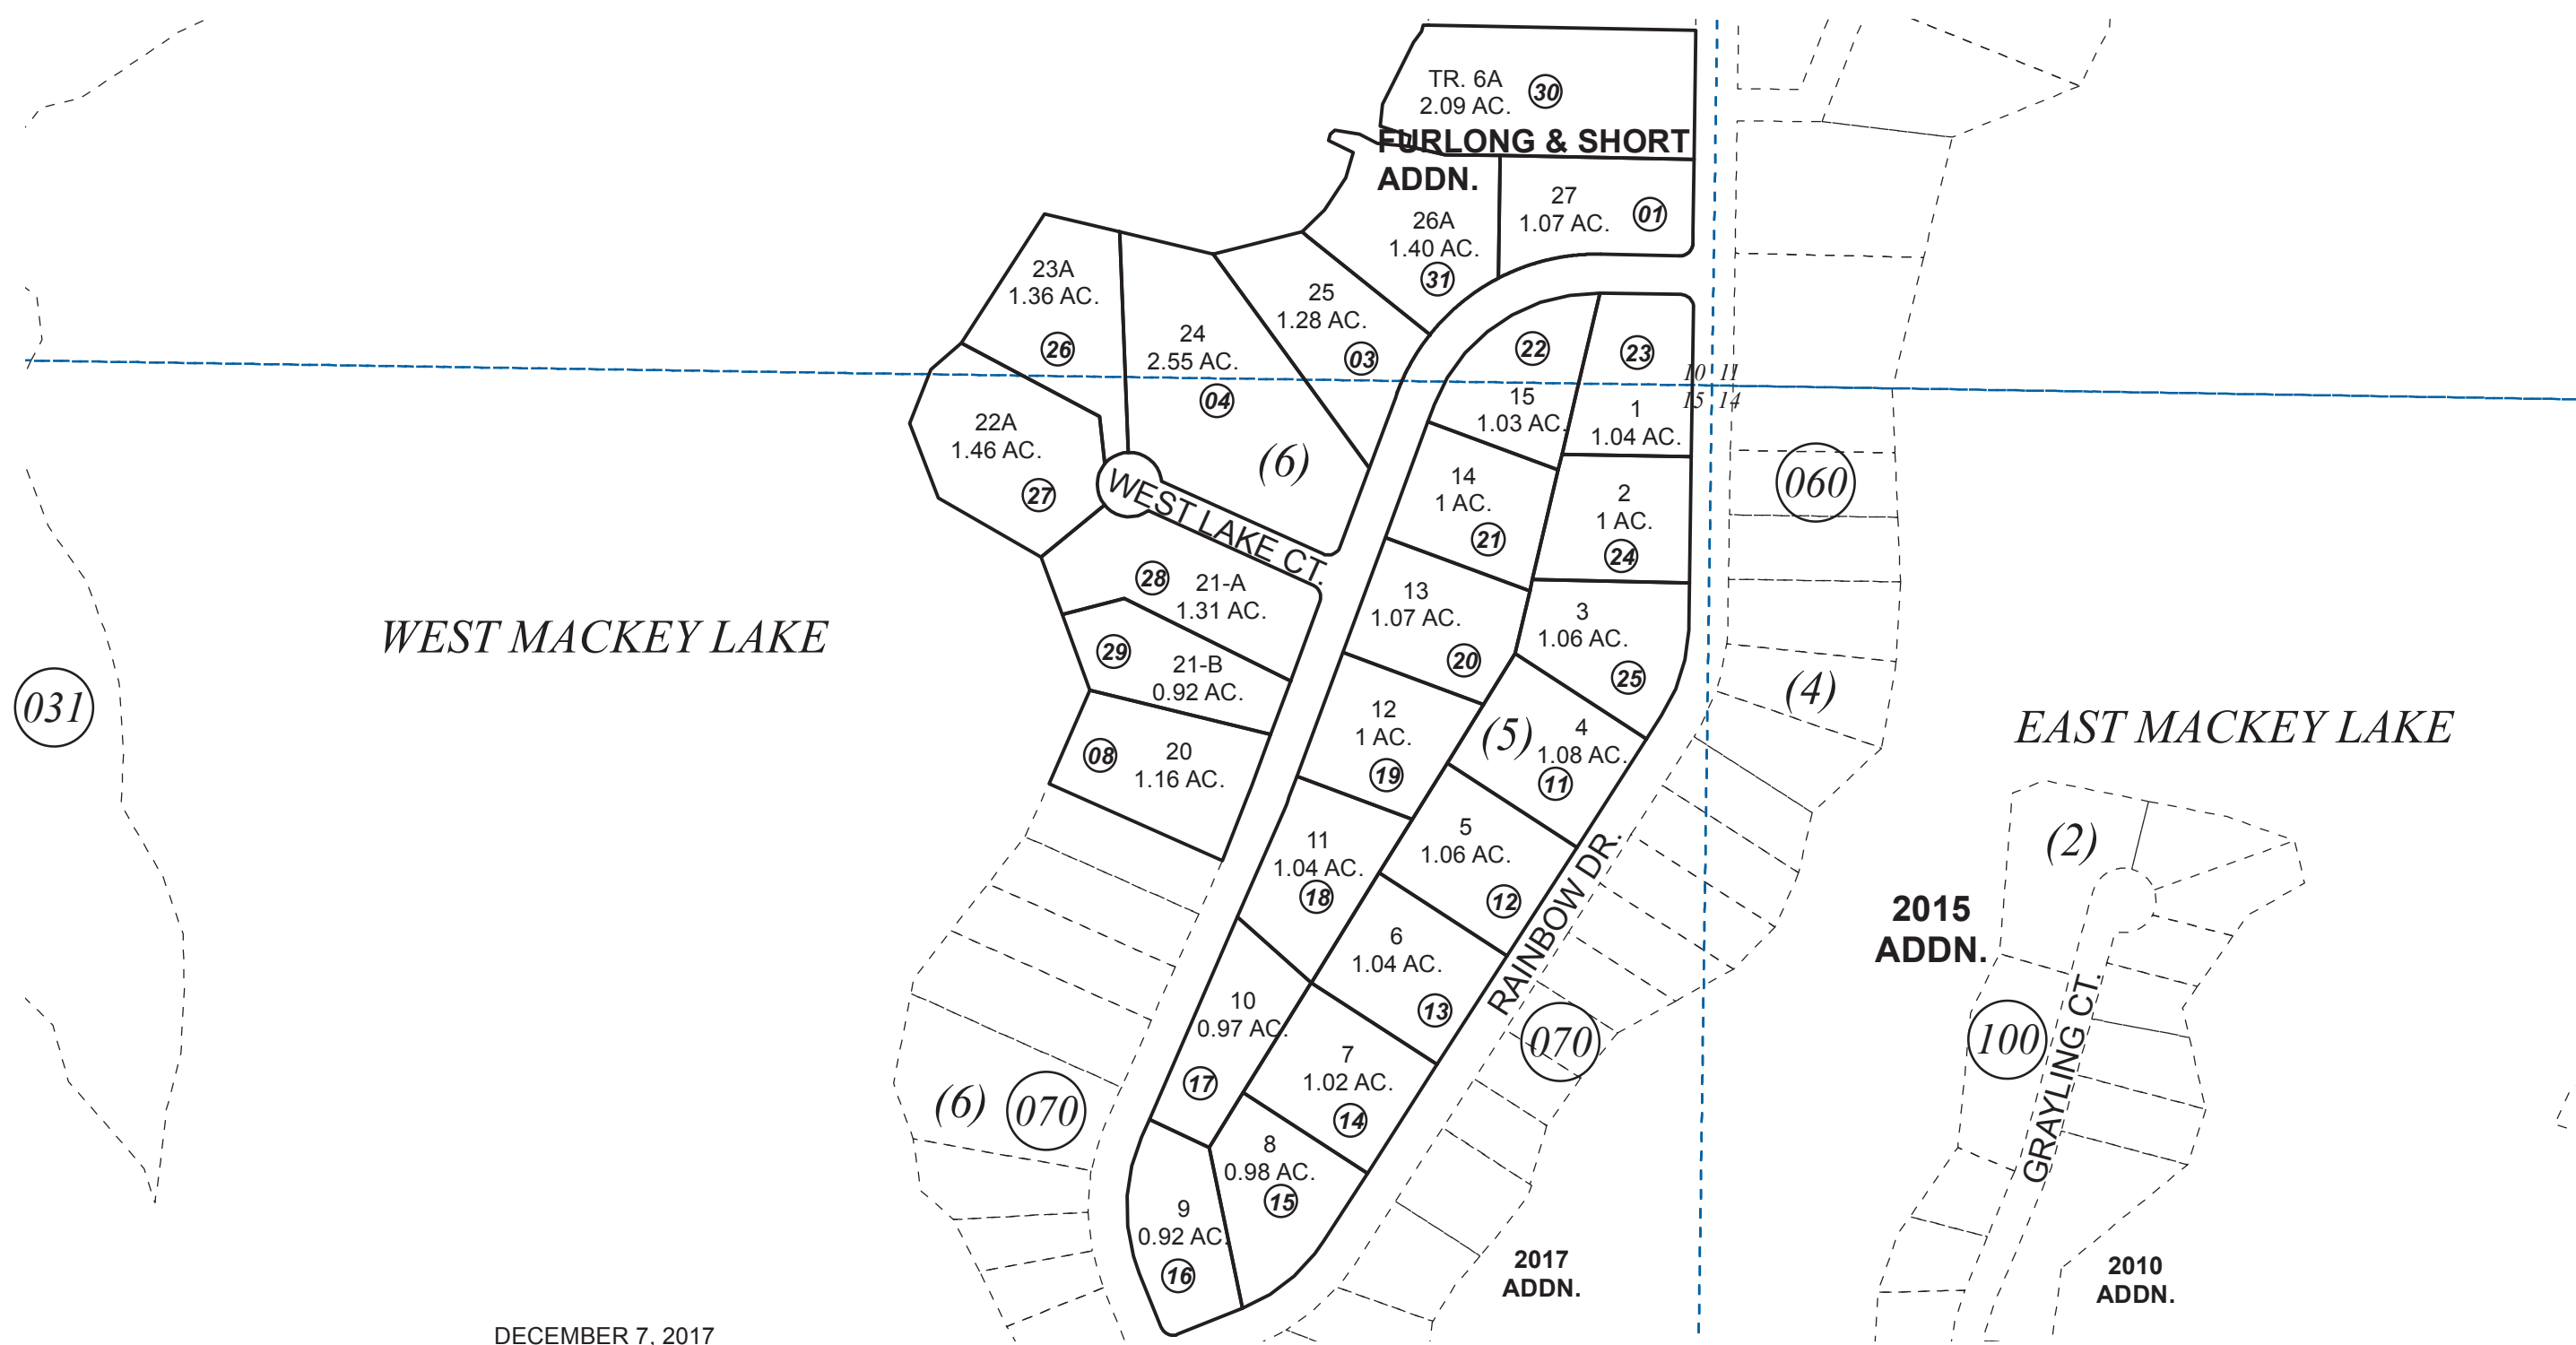 TR. 6A
2.09 AC.
30
FURLONG & SHORT
ADDN.
27
1.07 AC.
01
26A
1.40 AC.
31
23A
1.36 AC.
26
25
1.28 AC.
03
24
2.55 AC.
04
22
15
1.03 AC.
23
1
1.04 AC.
10 11
15 14
22A
1.46 AC.
27
(6)
WEST LAKE CT.
14
1 AC.
21
2
1 AC.
24
060
28
21-A
1.31 AC.
13
1.07 AC.
20
3
1.06 AC.
25
WEST MACKEY LAKE
29
21-B
0.92 AC.
031
(4)
EAST MACKEY LAKE
08
20
1.16 AC.
12
1 AC.
19
(5)
4
1.08 AC.
11
11
1.04 AC.
18
5
1.06 AC.
12
RAINBOW DR.
(2)
2015
ADDN.
6
1.04 AC.
13
10
0.97 AC.
17
070
100
GRAYLING CT.
7
1.02 AC.
14
(6)
070
8
0.98 AC.
15
9
0.92 AC.
16
2017
ADDN.
2010
ADDN.
DECEMBER 7, 2017